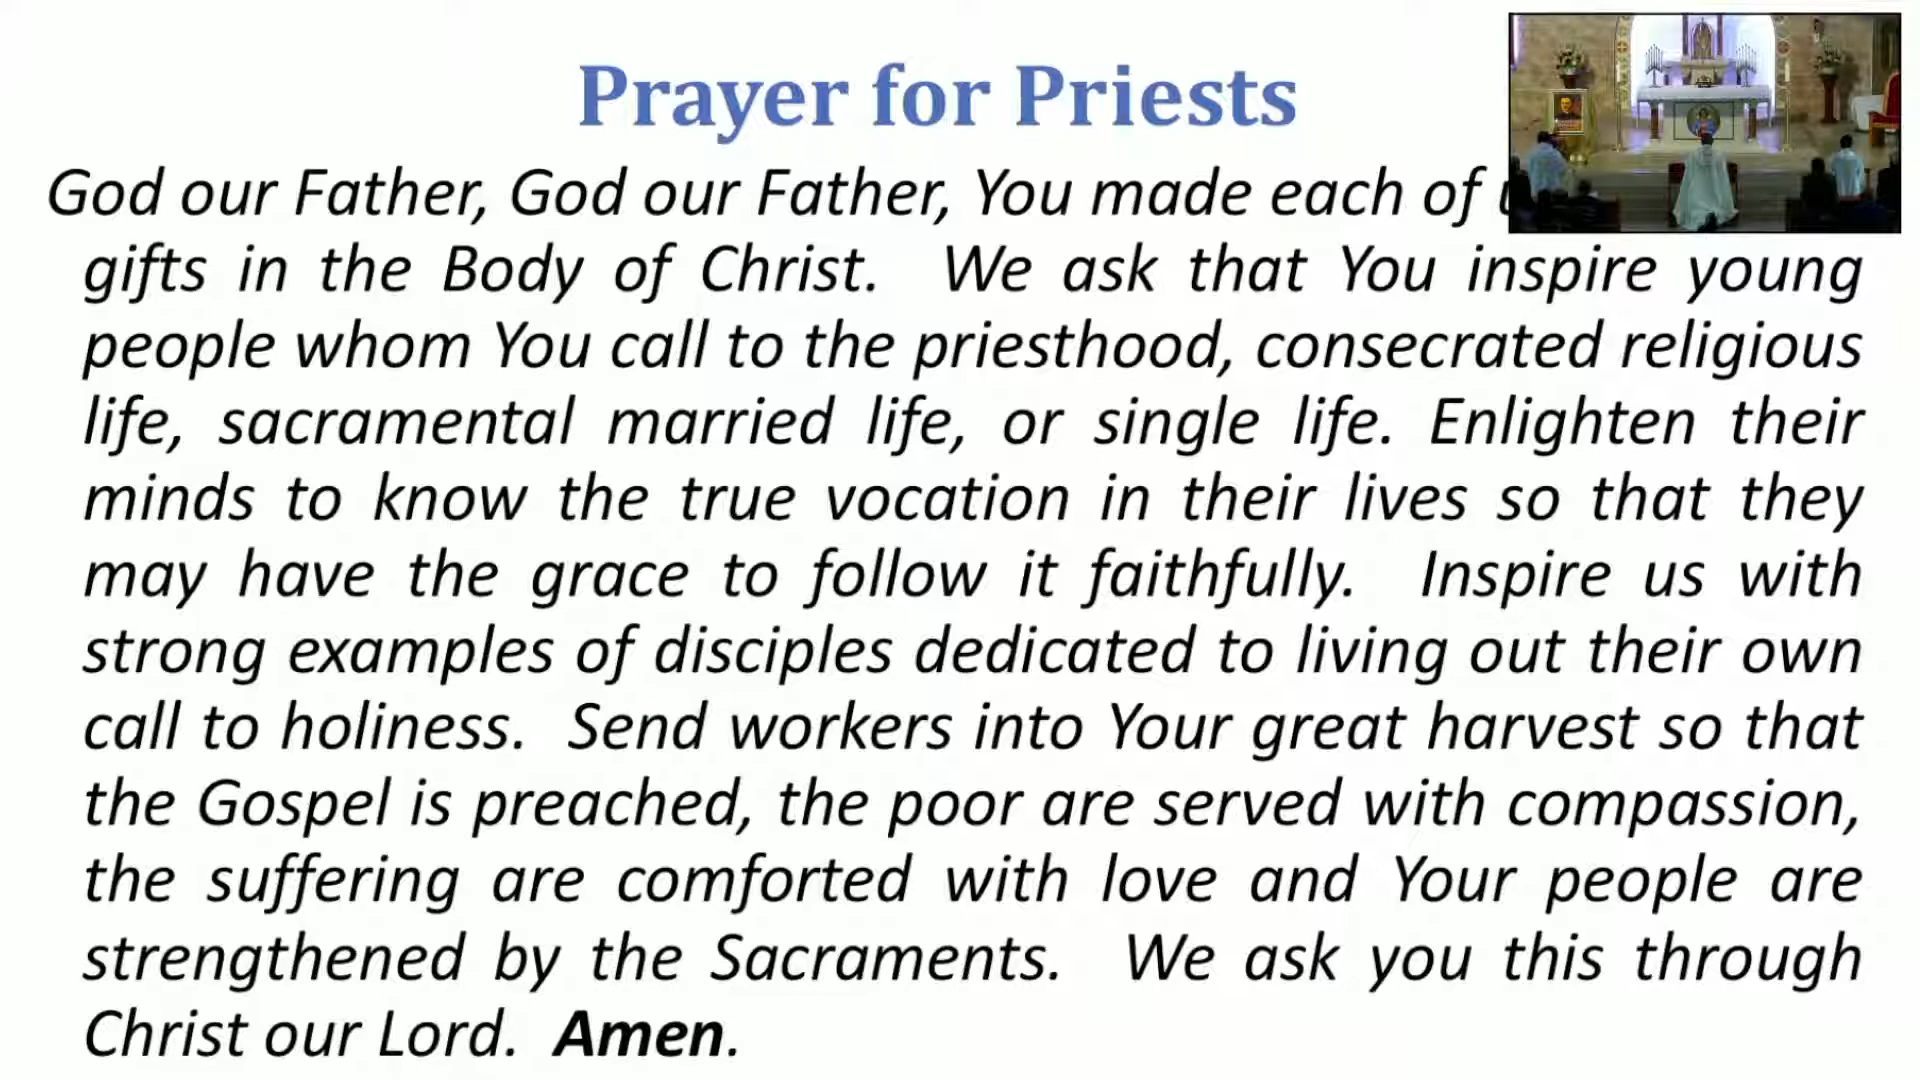 Prayer for Priests
God our Father, God our Father, You made each of
gifts in the Body of Christ.  We ask that You inspire young
people whom You call to the priesthood, consecrated religious
life, sacramental married life, or single life. Enlighten their
minds to know the true vocation in their lives so that they
may have the grace to follow it faithfully.  Inspire us with
strong examples of disciples dedicated to living out their own
call to holiness.  Send workers into Your great harvest so that
the Gospel is preached, the poor are served with compassion,
the suffering are comforted with love and Your people are
strengthened by the Sacraments.  We ask you this through
Christ our Lord.  Amen.